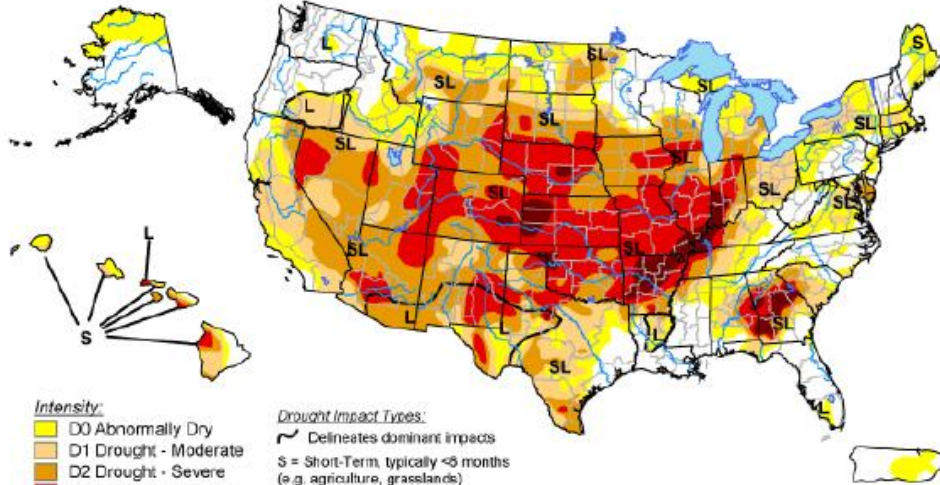 S
L
SL
SL
SL
SL
L
SL
SL
L
SL
SL
SL
SL
SL
SL
L
S
L
L
SL
L
SL
L
Intensity:
D0 Abnormally Dry
D1 Drought - Moderate
D2 Drought - Severe
Drought Impact Types:
Delineates dominant impacts
S = Short-Term, typically <6 months
(e.g. agriculture, grasslands)